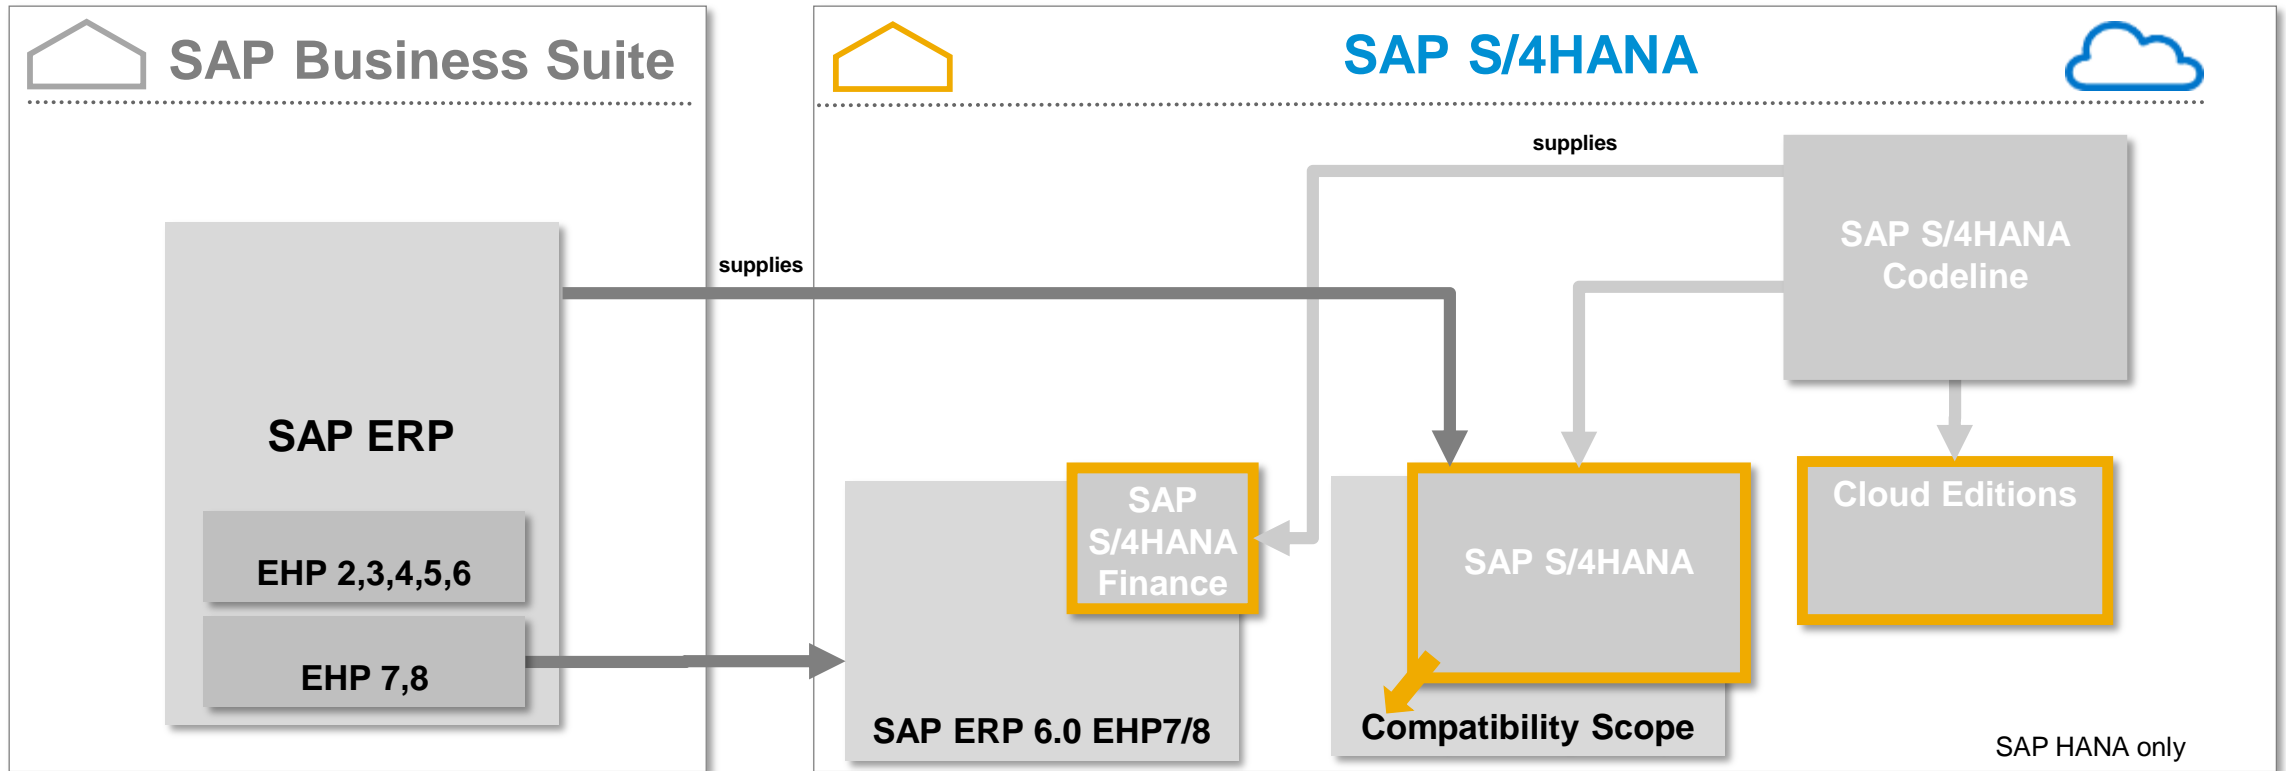 SAP Business Suite
SAP S/4HANA
supplies
SAP S/4HANA
Codeline
supplies
SAP ERP
EHP 2,3,4,5,6
EHP 7,8
SAP
S/4HANA
Finance
SAP ERP 6.0 EHP7/8
SAP S/4HANA
Compatibility Scope
Cloud Editions
SAP HANA only